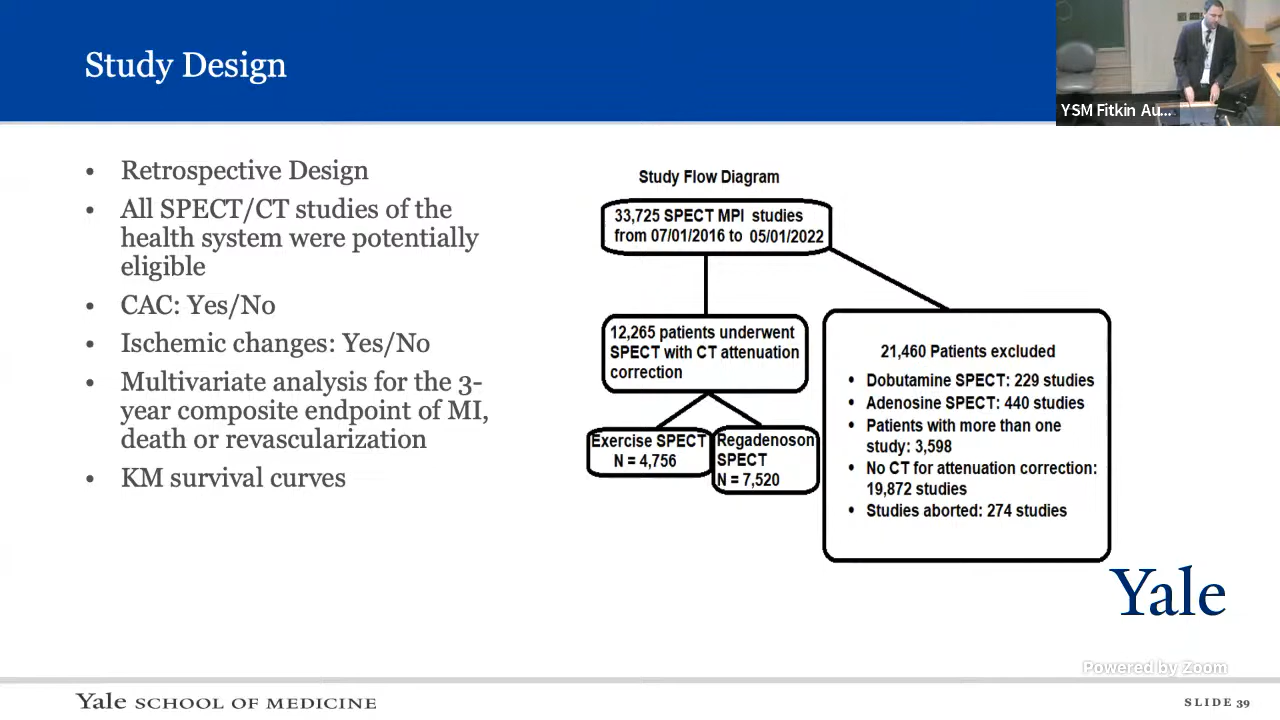 Study Design
YSM Fitkin Au...
• Retrospective Design
• All SPECT/CT studies of the
health system were potentially
eligible
• CAC: Yes/No
• Ischemic changes: Yes/No
• Multivariate analysis for the 3-
year composite endpoint of MI,
death or revascularization
• KM survival curves
Study Flow Diagram
33,725 SPECT MPI studies
from 07/01/2016 to 05/01/2022
12,265 patients underwent
SPECT with CT attenuation
correction
Exercise SPECT
N = 4,756
Regadenoson
SPECT
N = 7,520
21,460 Patients excluded
• Dobutamine SPECT: 229 studies
• Adenosine SPECT: 440 studies
• Patients with more than one
study: 3,598
• No CT for attenuation correction:
19,872 studies
• Studies aborted: 274 studies
Yale
Powered by Zoom
Yale SCHOOL OF MEDICINE
SLIDE 39